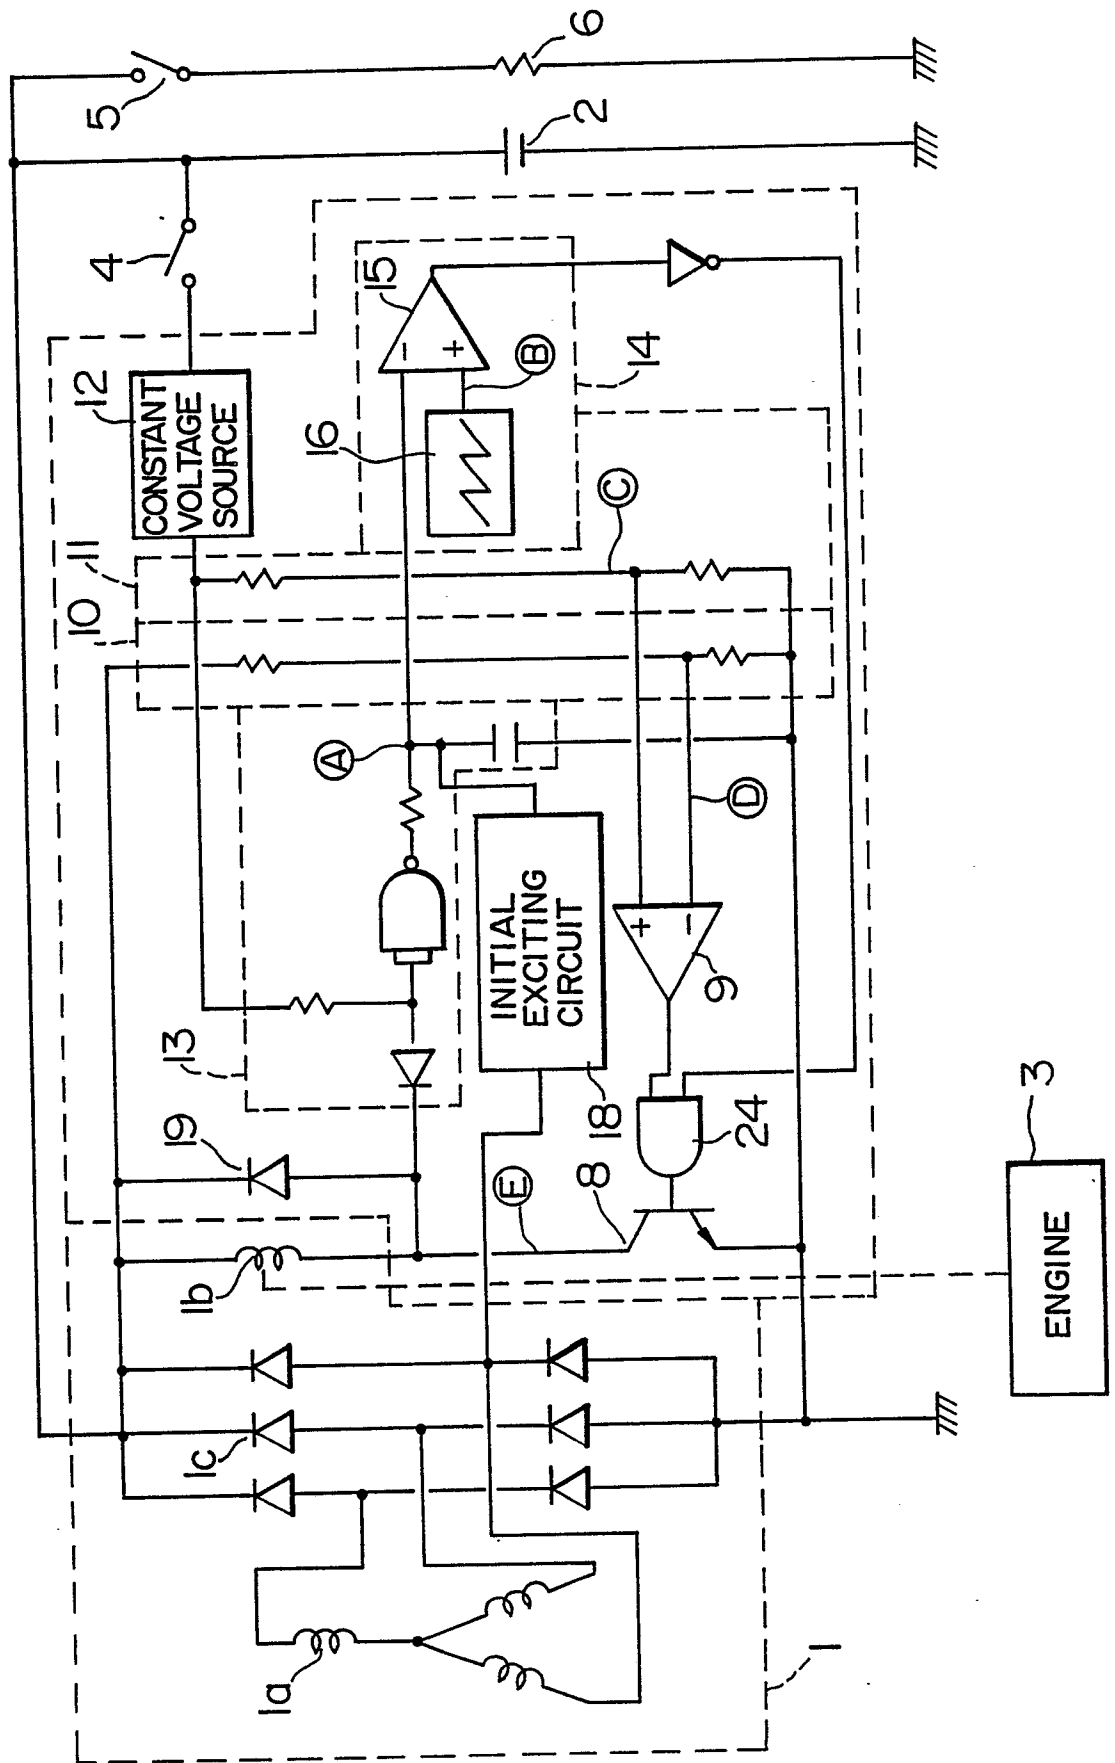 5
6
2
4
12
CONSTANT
VOLTAGE
SOURCE
15
−
+
B
14
16
11
10
C
A
D
13
INITIAL
EXCITING
CIRCUIT
18
+
−
9
24
19
E
8
1b
3
ENGINE
1c
1a
1